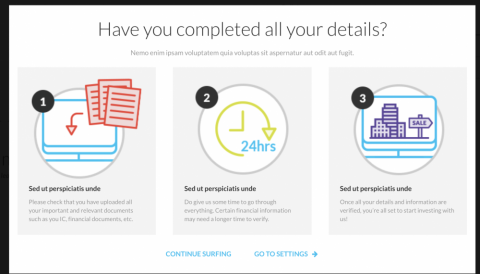 Have you completed all your details?
Nemo enim ipsam voluptatem quia voluptas sit aspernatur aut odit aut fugit.
1
2
24hrs
3
SALE
Sed ut perspiciatis unde
Please check that you have uploaded all
your important and relevant documents
such as you IC, financial documents, etc.
Sed ut perspiciatis unde
Do give us some time to go through
everything. Certain financial information
may need a longer time to verify.
Sed ut perspiciatis unde
Once all your details and information are
verified, you're all set to start investing with
us!
CONTINUE SURFING
GO TO SETTINGS →